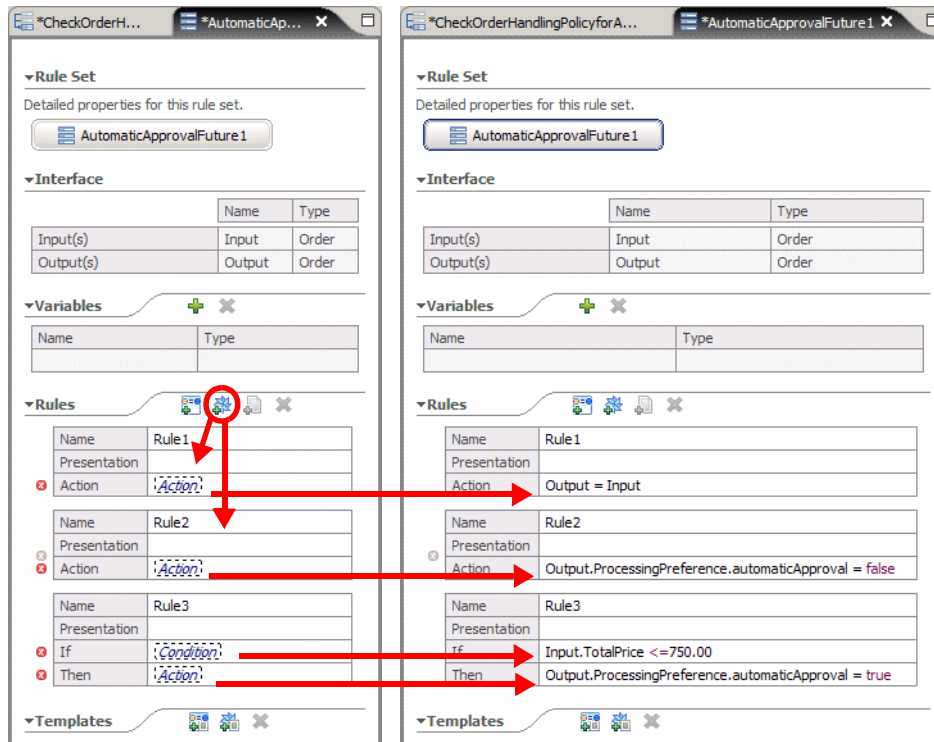 *CheckOrderH...
*AutomaticAp...
Rule Set
Detailed properties for this rule set.
AutomaticApprovalFuture1
Interface
Name Type
Input(s) Input Order
Output(s) Output Order
Variables
Name Type
Rules
Name Rule1
Presentation
Action Action
Name Rule2
Presentation
Action Action
Name Rule3
Presentation
If Condition
Then Action
Templates
*CheckOrderHandlingPolicyforA...
*AutomaticApprovalFuture1
Rule Set
Detailed properties for this rule set.
AutomaticApprovalFuture1
Interface
Name Type
Input(s) Input Order
Output(s) Output Order
Variables
Name Type
Rules
Name Rule1
Presentation
Action Output = Input
Name Rule2
Presentation
Action Output.ProcessingPreference.automaticApproval = false
Name Rule3
Presentation
If Input.TotalPrice <=750.00
Then Output.ProcessingPreference.automaticApproval = true
Templates